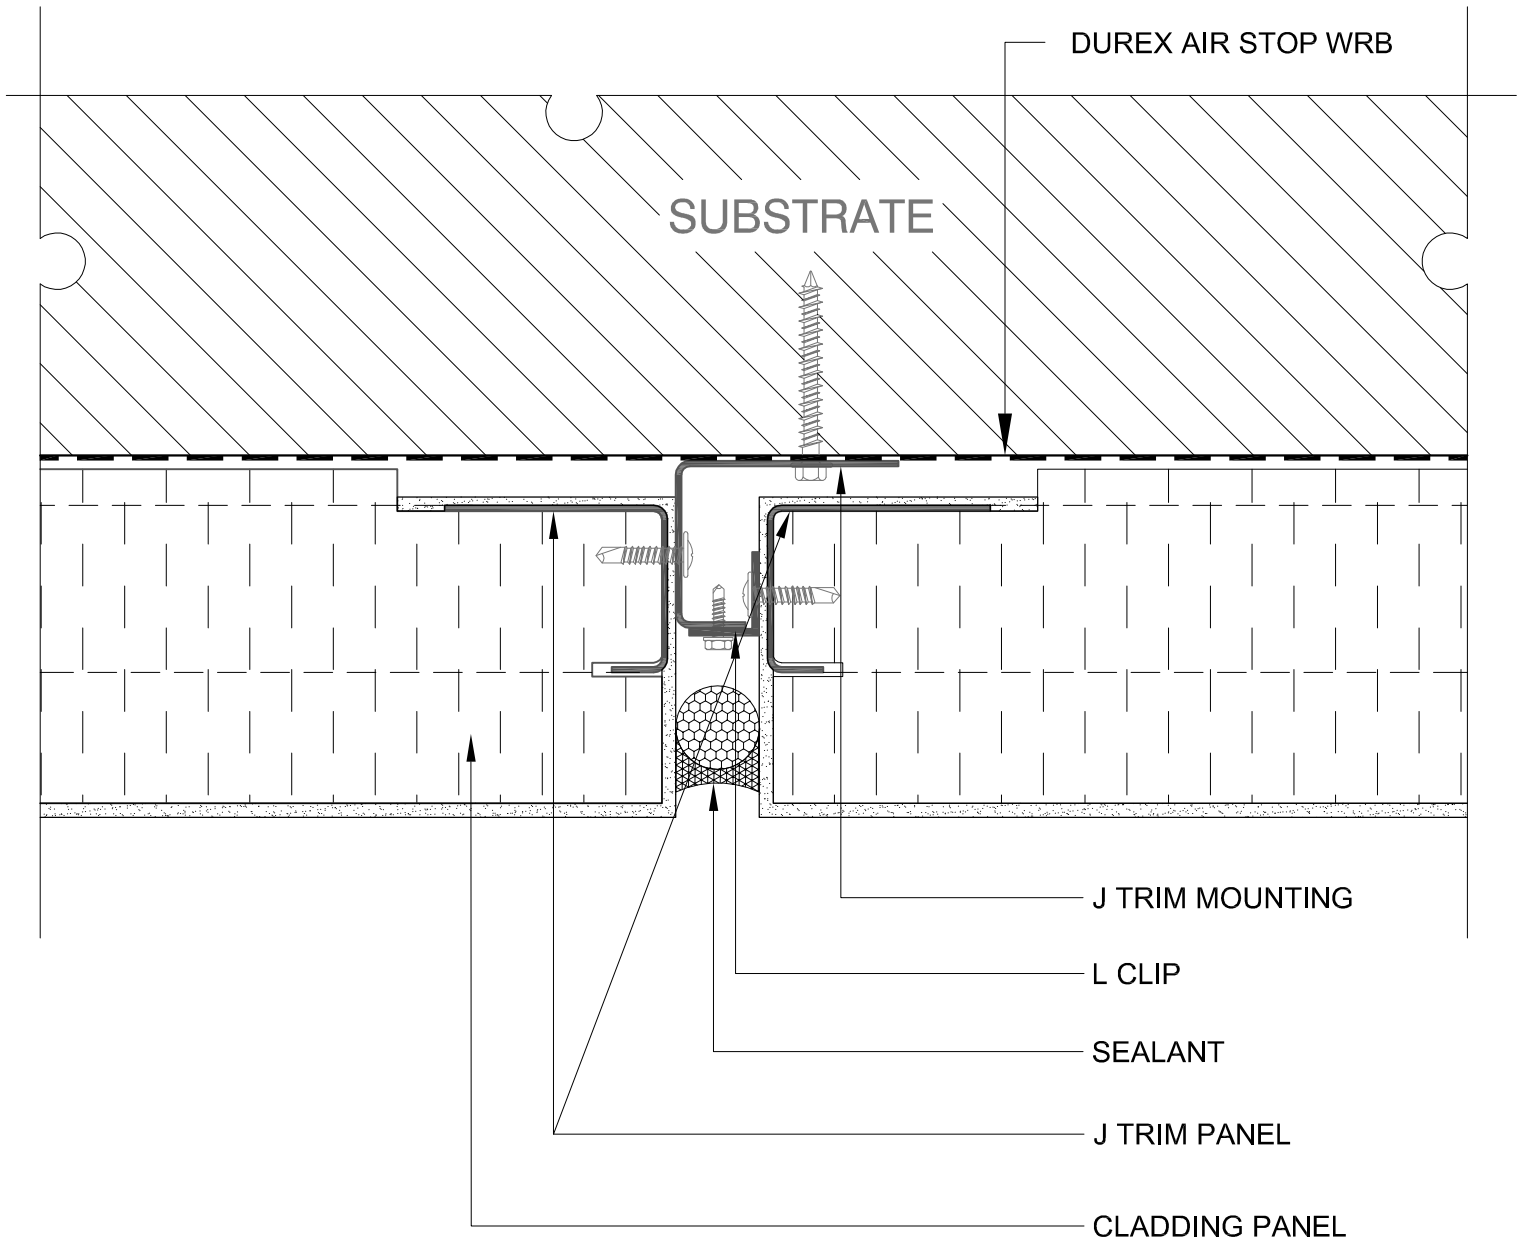 DUREX AIR STOP WRB
SUBSTRATE
J TRIM MOUNTING
L CLIP
SEALANT
J TRIM PANEL
CLADDING PANEL